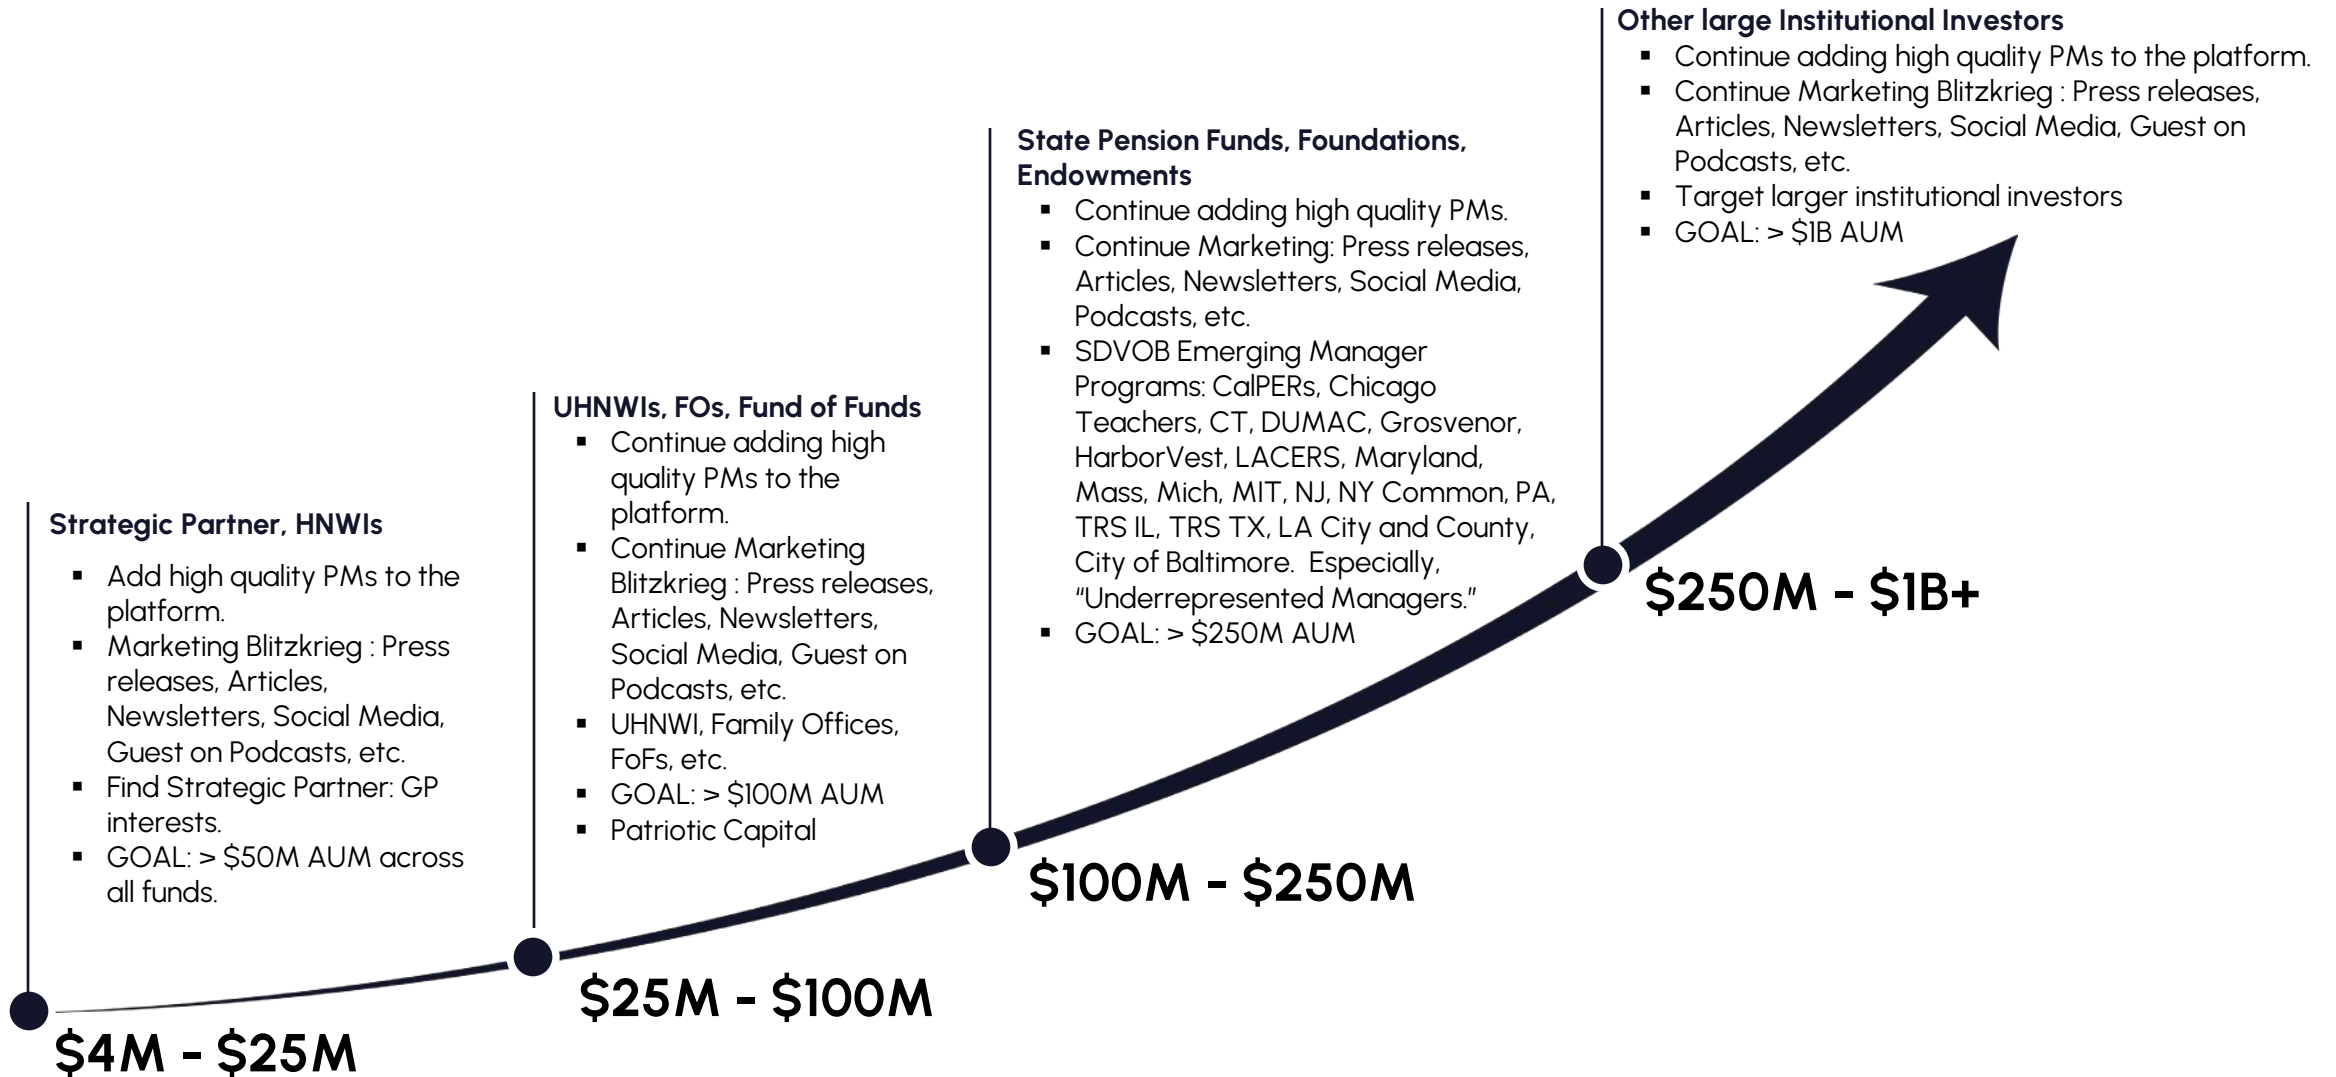 Strategic Partner, HNWIs
▪ Add high quality PMs to the
platform.
▪ Marketing Blitzkrieg : Press
releases, Articles,
Newsletters, Social Media,
Guest on Podcasts, etc.
▪ Find Strategic Partner: GP
interests.
▪ GOAL: > $50M AUM across
all funds.
$4M - $25M
UHNWIs, FOs, Fund of Funds
▪ Continue adding high
quality PMs to the
platform.
▪ Continue Marketing
Blitzkrieg : Press releases,
Articles, Newsletters,
Social Media, Guest on
Podcasts, etc.
▪ UHNWI, Family Offices,
FoFs, etc.
▪ GOAL: > $100M AUM
▪ Patriotic Capital
$25M - $100M
State Pension Funds, Foundations,
Endowments
▪ Continue adding high quality PMs.
▪ Continue Marketing: Press releases,
Articles, Newsletters, Social Media,
Podcasts, etc.
▪ SDVOB Emerging Manager
Programs: CalPERs, Chicago
Teachers, CT, DUMAC, Grosvenor,
HarborVest, LACERS, Maryland,
Mass, Mich, MIT, NJ, NY Common, PA,
TRS IL, TRS TX, LA City and County,
City of Baltimore.  Especially,
“Underrepresented Managers.”
▪ GOAL: > $250M AUM
$100M - $250M
Other large Institutional Investors
▪ Continue adding high quality PMs to the platform.
▪ Continue Marketing Blitzkrieg : Press releases,
Articles, Newsletters, Social Media, Guest on
Podcasts, etc.
▪ Target larger institutional investors
▪ GOAL: > $1B AUM
$250M - $1B+